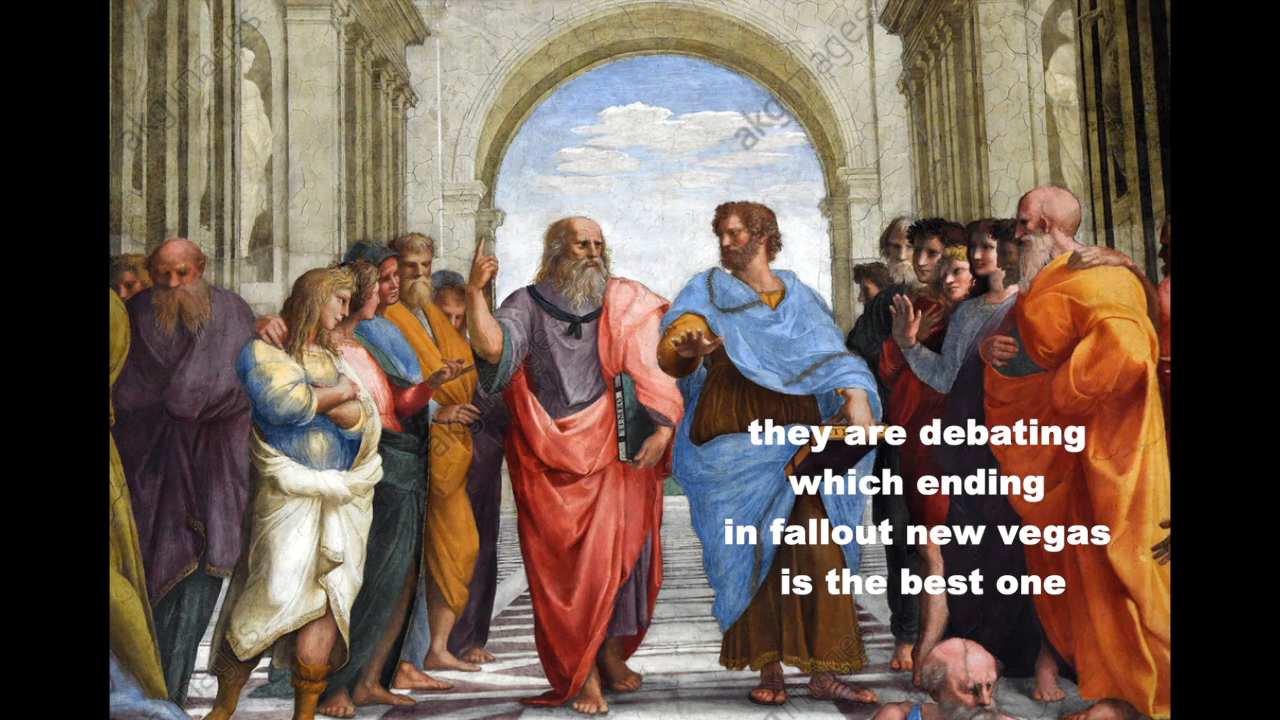 they are debating
which ending
in fallout new vegas
is the best one